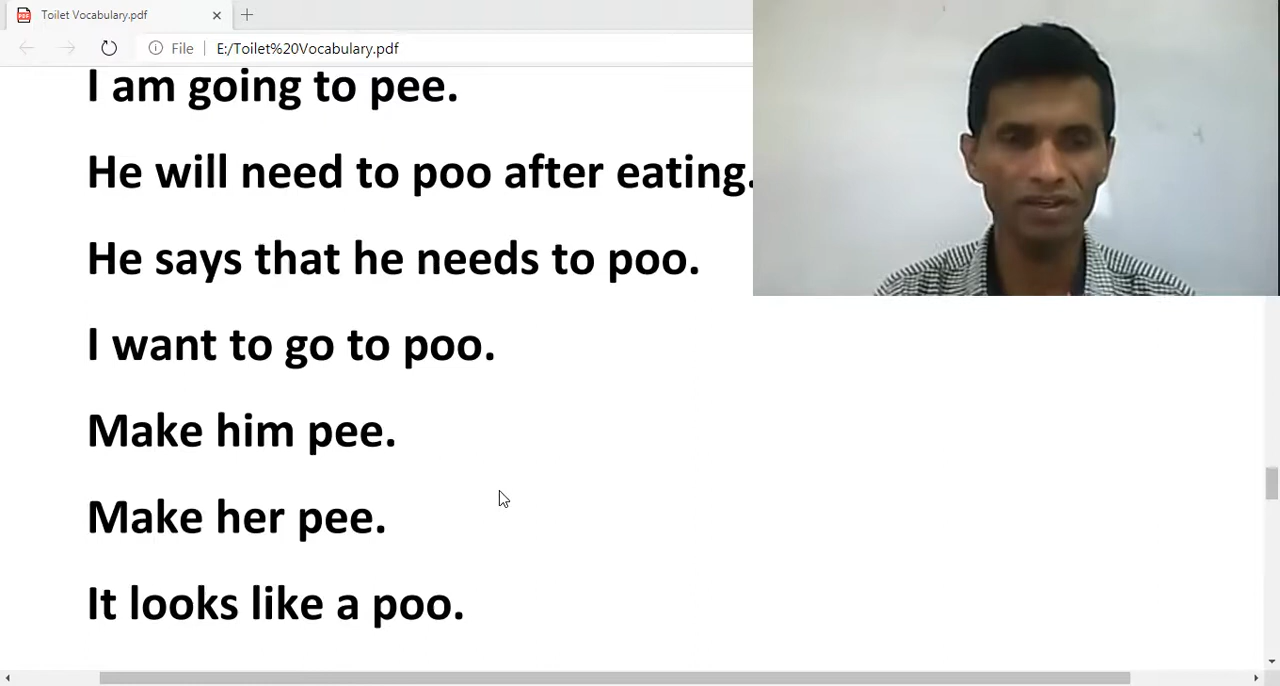 Toilet Vocabulary.pdf
File E:/Toilet%20Vocabulary.pdf
I am going to pee.
He will need to poo after eating.
He says that he needs to poo.
I want to go to poo.
Make him pee.
Make her pee.
It looks like a poo.